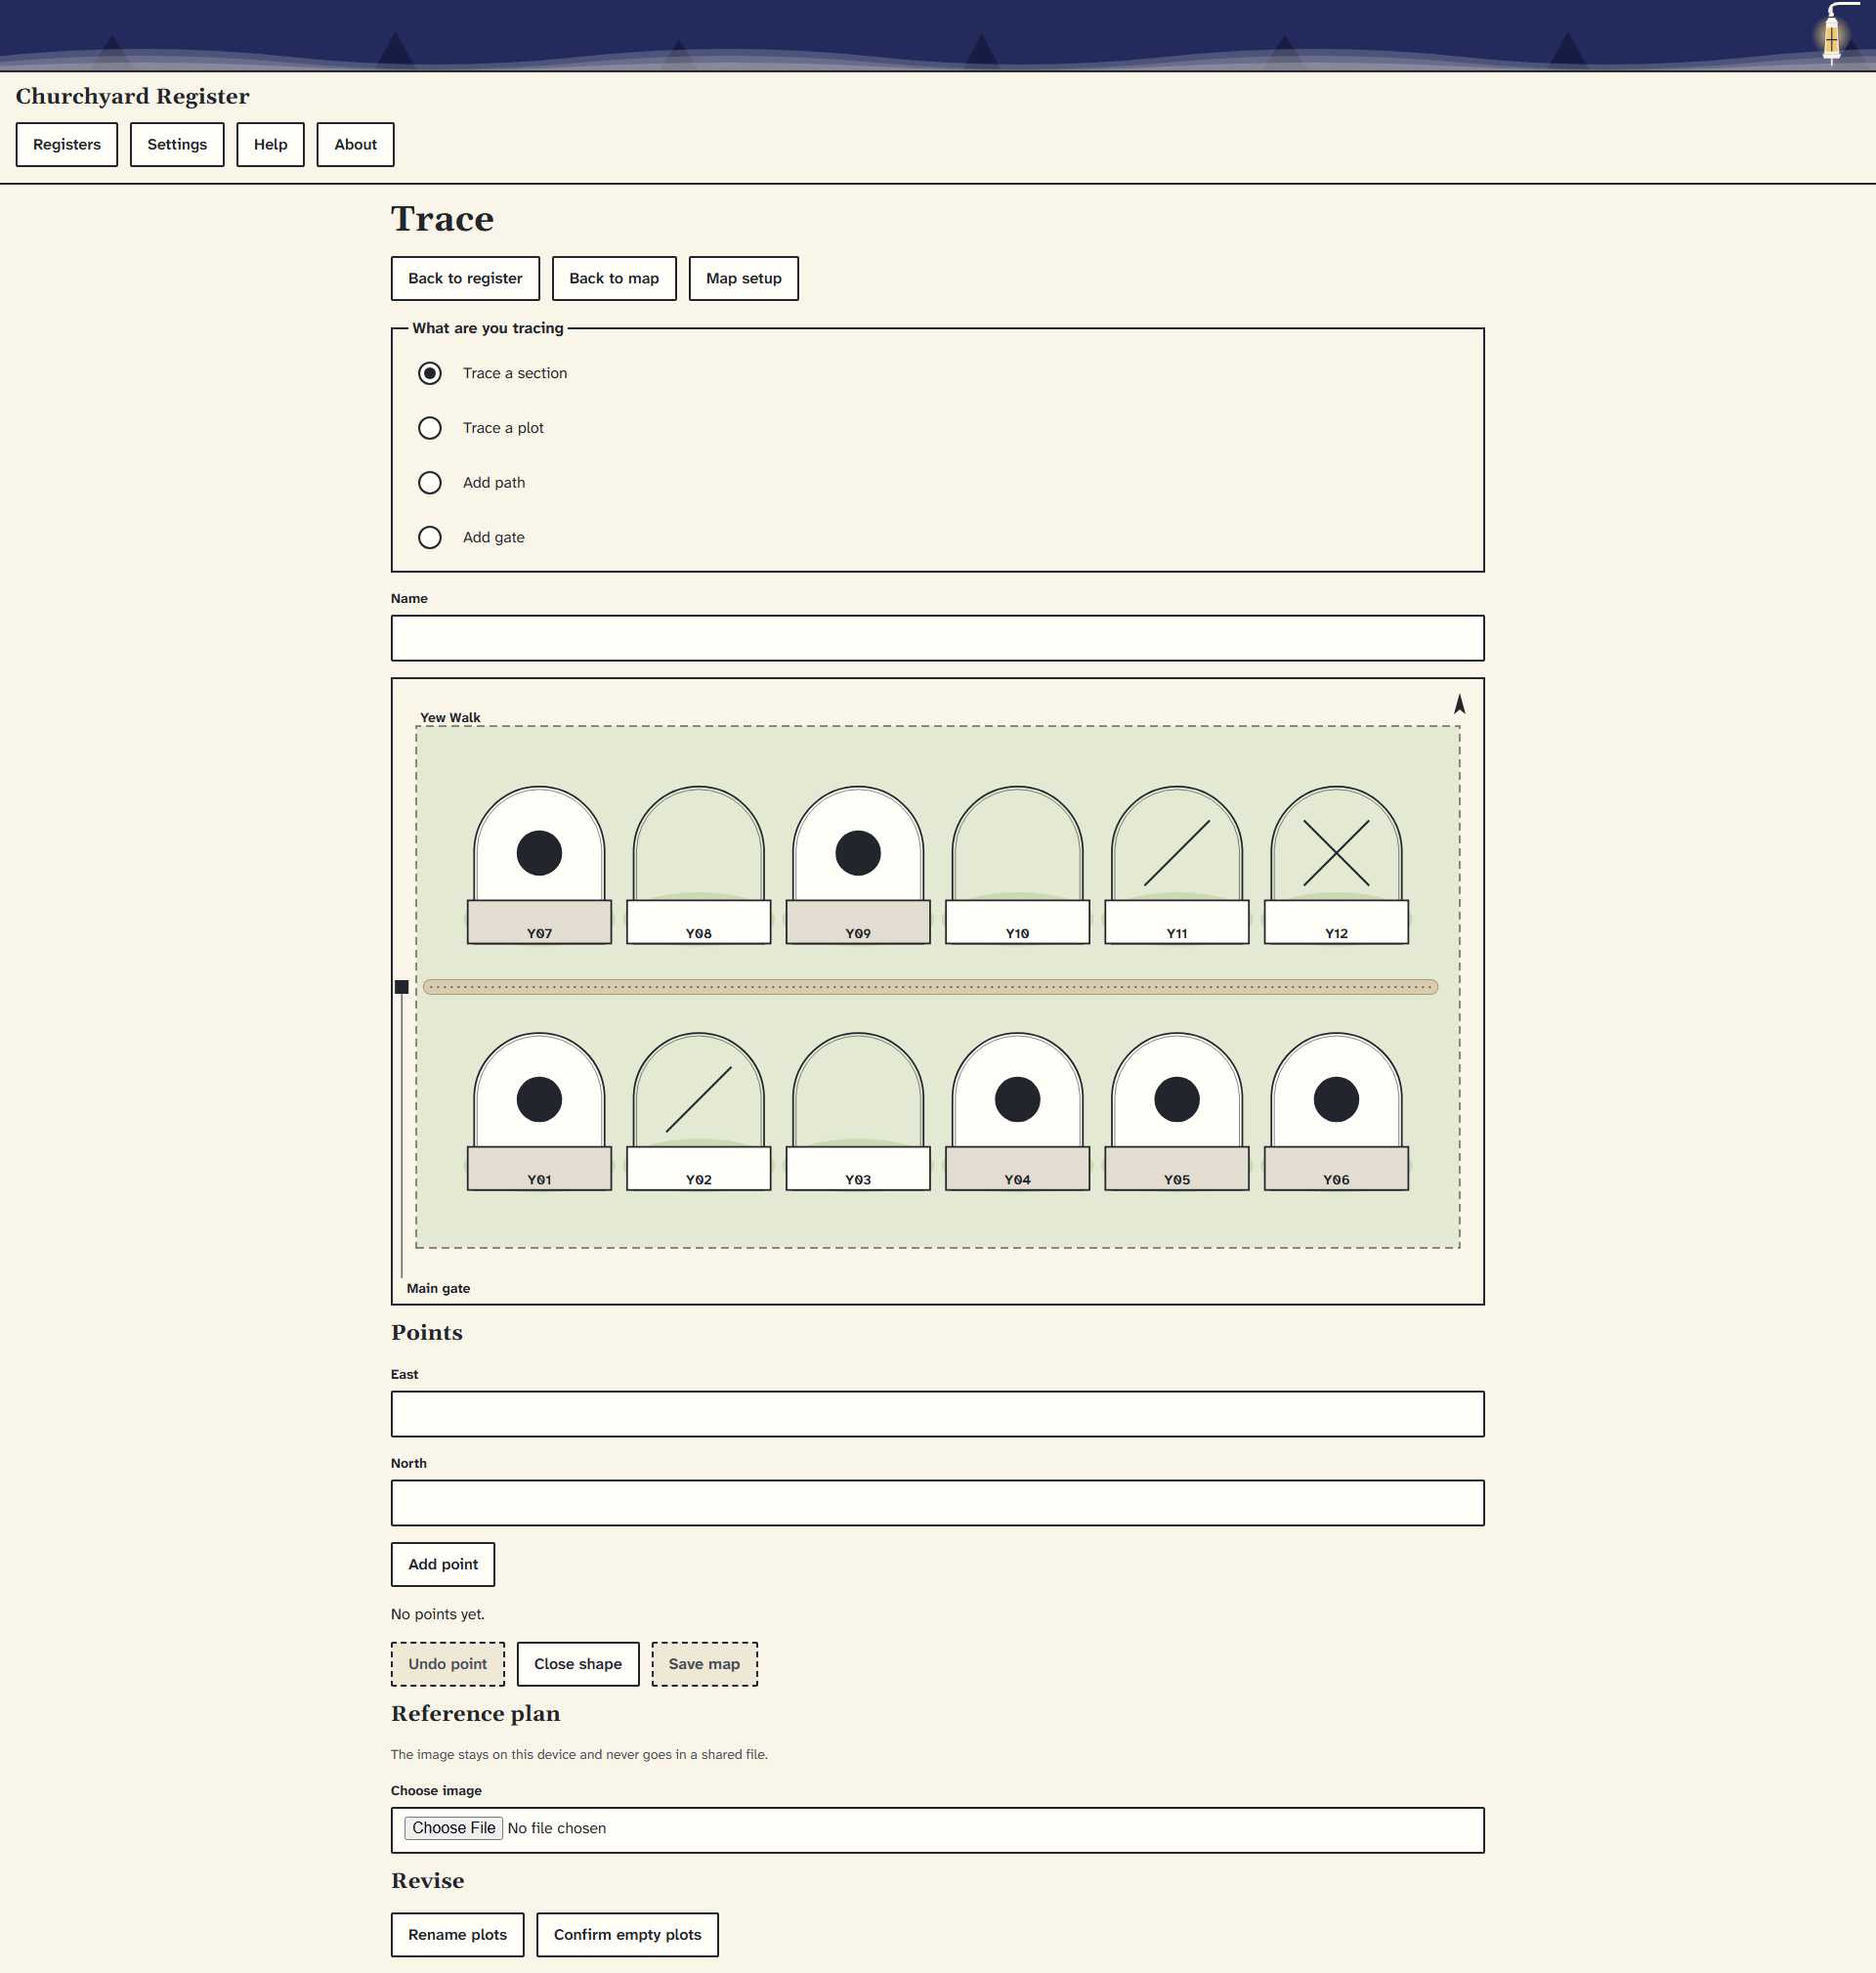 Churchyard Register
Registers Settings Help About
Trace
Back to register Back to map Map setup
What are you tracing
Trace a section
Trace a plot
Add path
Add gate
Name
Yew Walk
Y07 Y08 Y09 Y10 Y11 Y12
Y01 Y02 Y03 Y04 Y05 Y06
Main gate
Points
East
North
Add point
No points yet.
Undo point Close shape Save map
Reference plan
The image stays on this device and never goes in a shared file.
Choose image
Choose File No file chosen
Revise
Rename plots Confirm empty plots